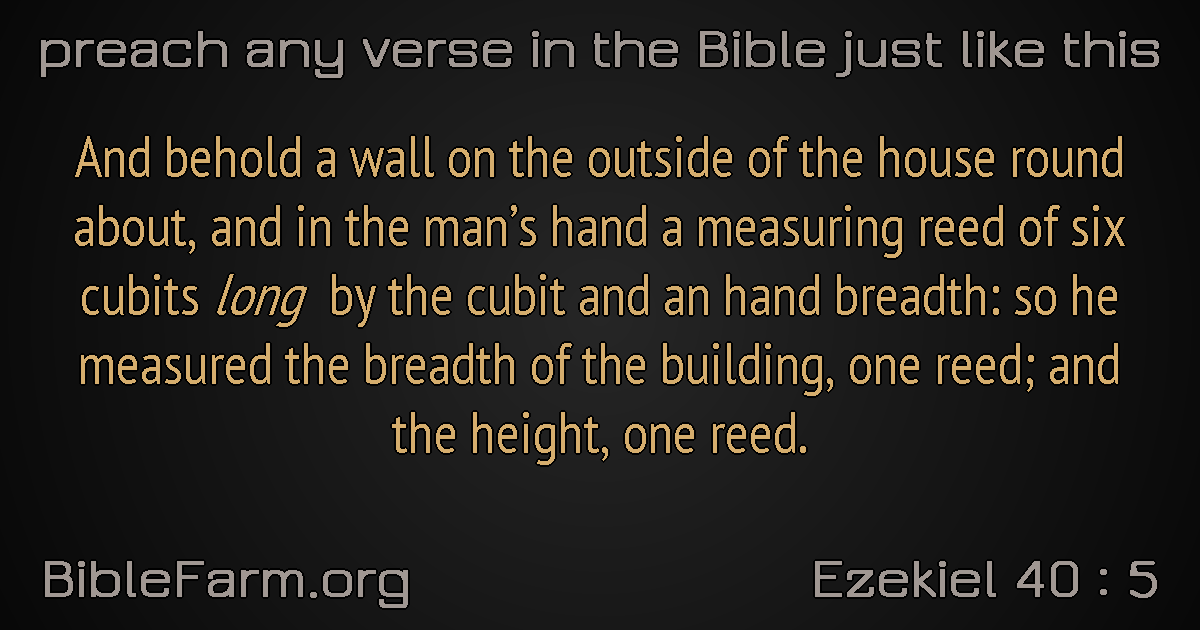 preach any verse in the Bible just like this
And behold a wall on the outside of the house round
about, and in the man’s hand a measuring reed of six
cubits long by the cubit and an hand breadth: so he
measured the breadth of the building, one reed; and
the height, one reed.
BibleFarm.org
Ezekiel 40 : 5